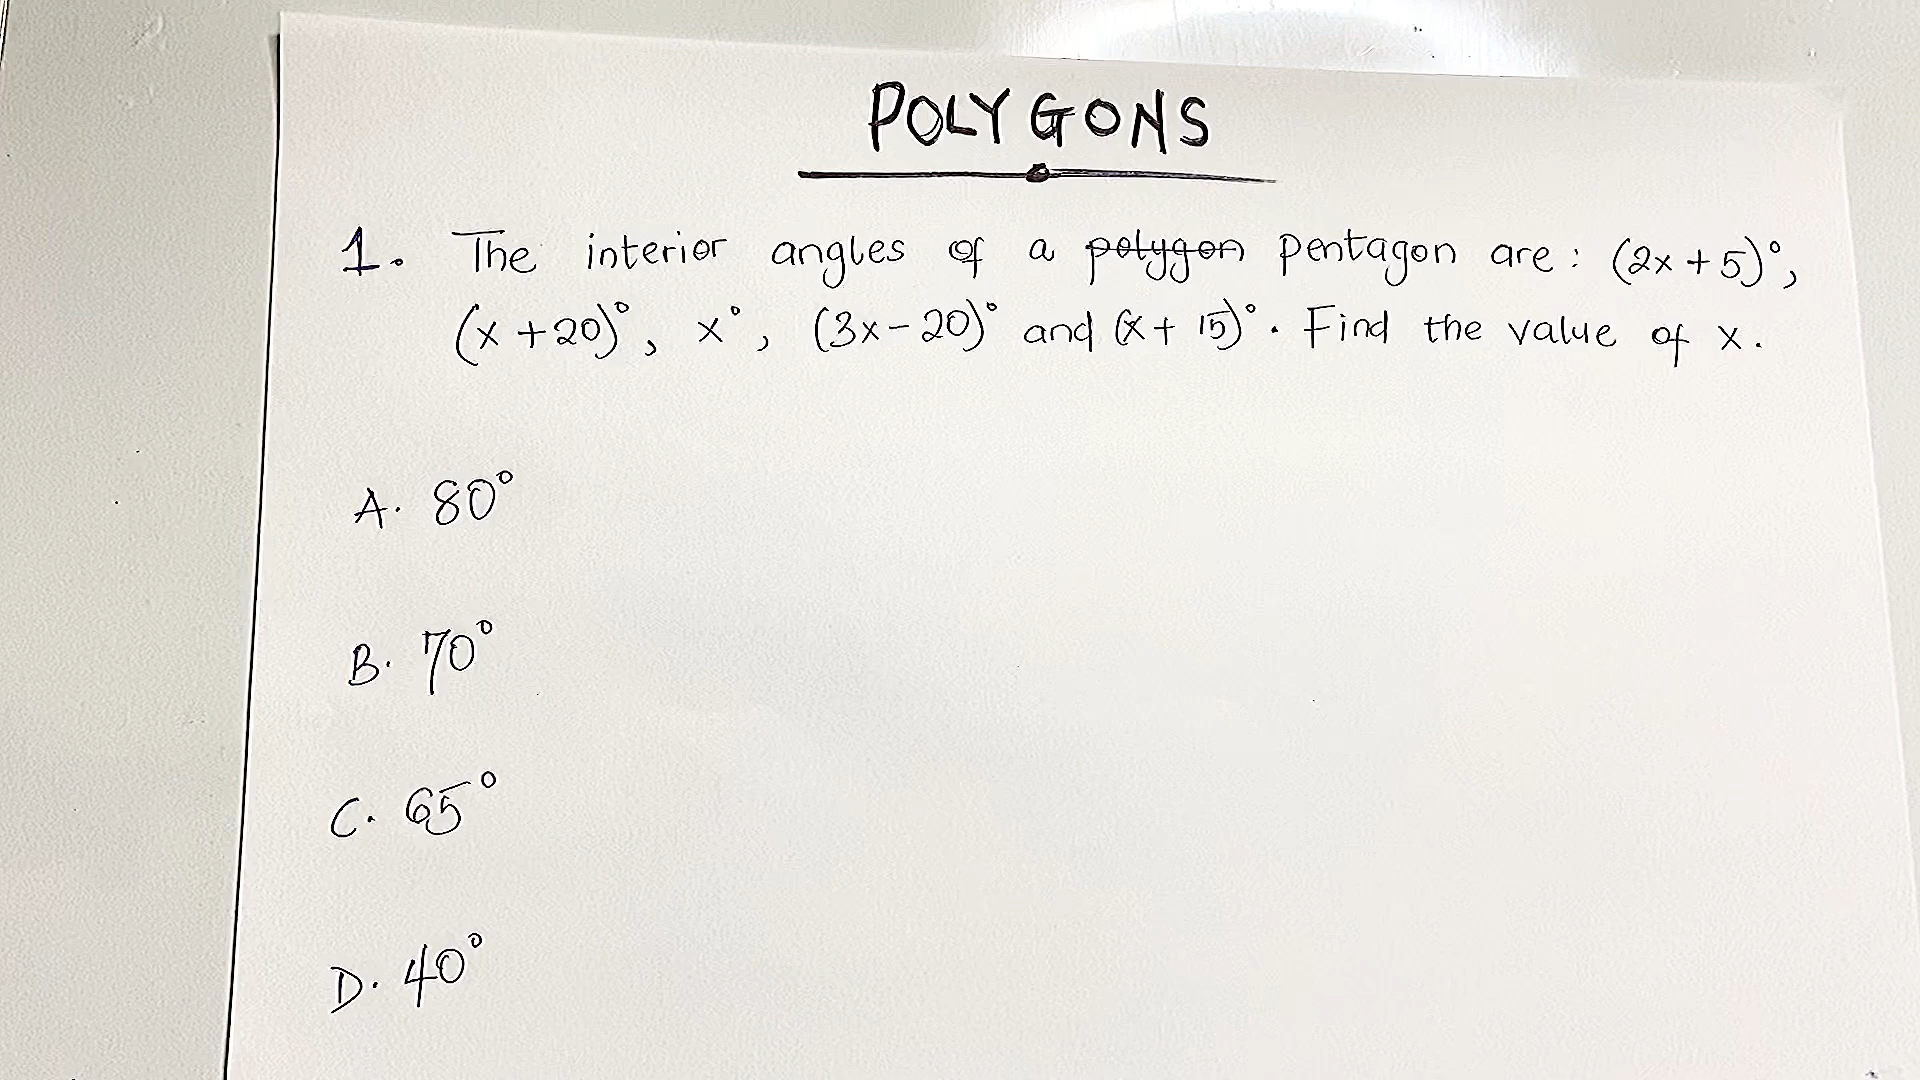 POLYGONS
1. The interior angles of a polygon pentagon are: (2x + 5)°,
(x + 20)°, x°, (3x - 20)° and (x + 15)°. Find the value of x.
A. 80°
B. 70°
C. 65°
D. 40°